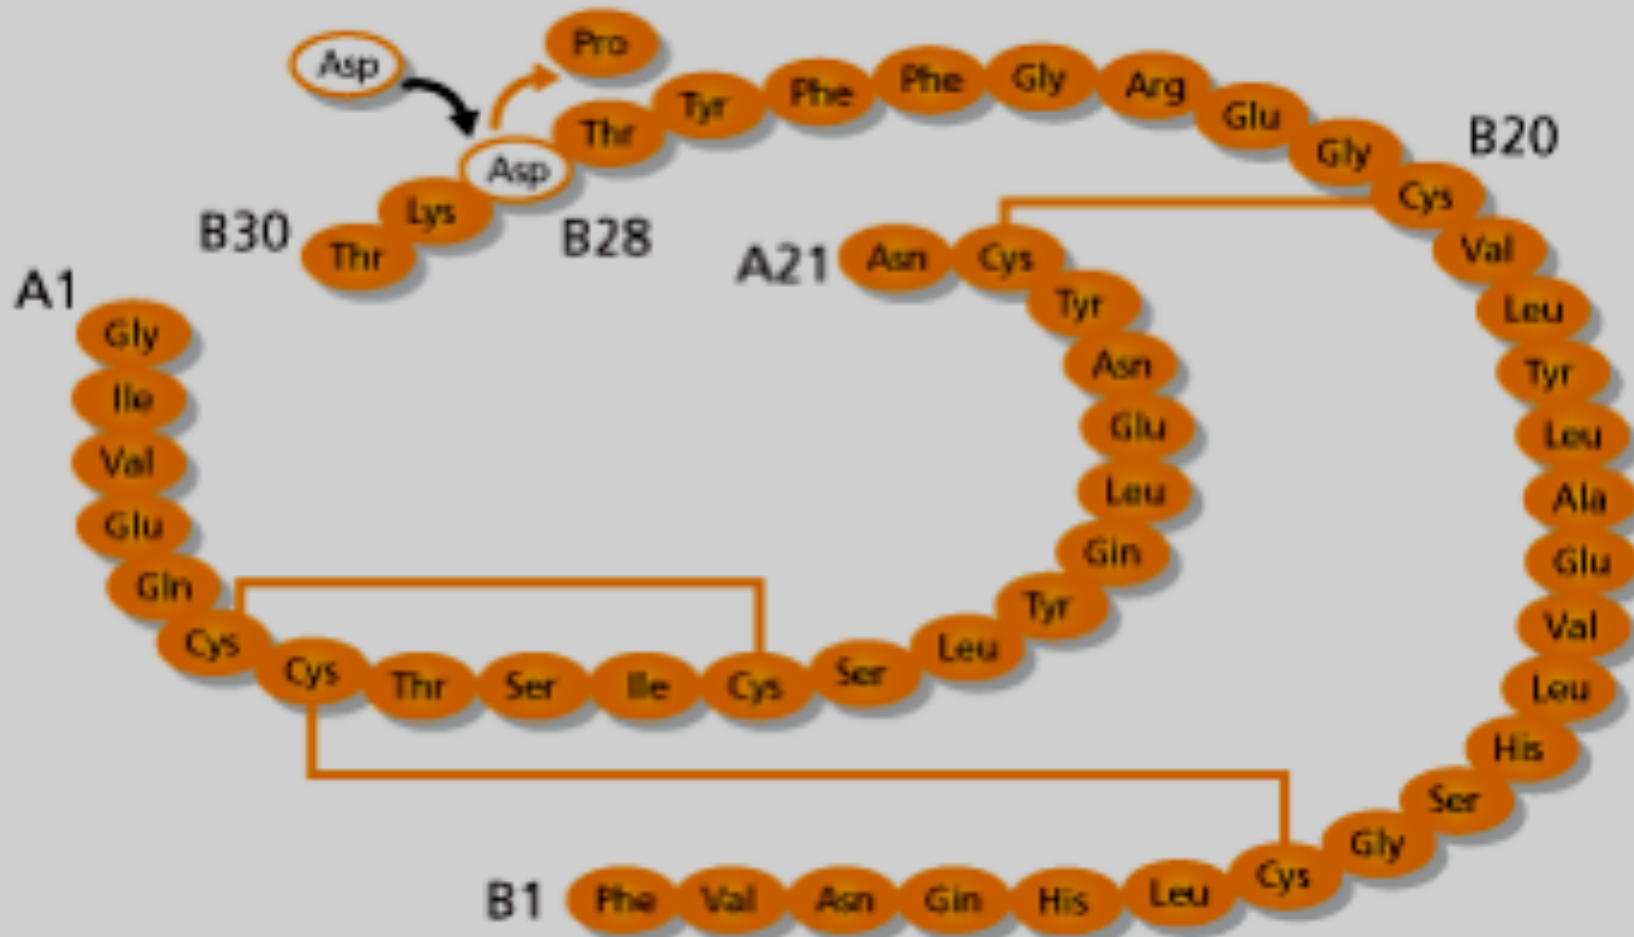 Asp
Pro
Asp
B28
A1
Gly
Ile
Val
Glu
Gln
Cys
Cys
Thr
Ser
Ile
Cys
Ser
Leu
Tyr
Gin
Leu
Glu
Asn
Tyr
Cys
Asn
A21
B1
Phe
Val
Asn
Gin
His
Leu
Cys
Gly
Ser
His
Leu
Val
Glu
Ala
Leu
Tyr
Leu
Val
Cys
B20
Gly
Glu
Arg
Gly
Phe
Phe
Tyr
Thr
Lys
Thr
B30